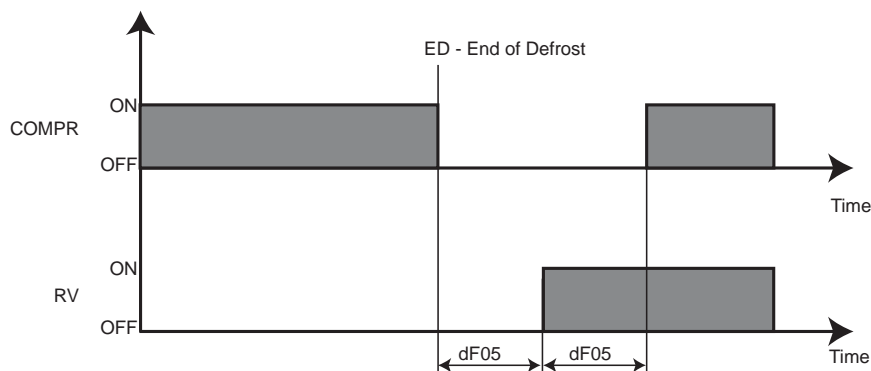 ED - End of Defrost
ON
COMPR
OFF
Time
ON
RV
OFF
dF05 dF05
Time